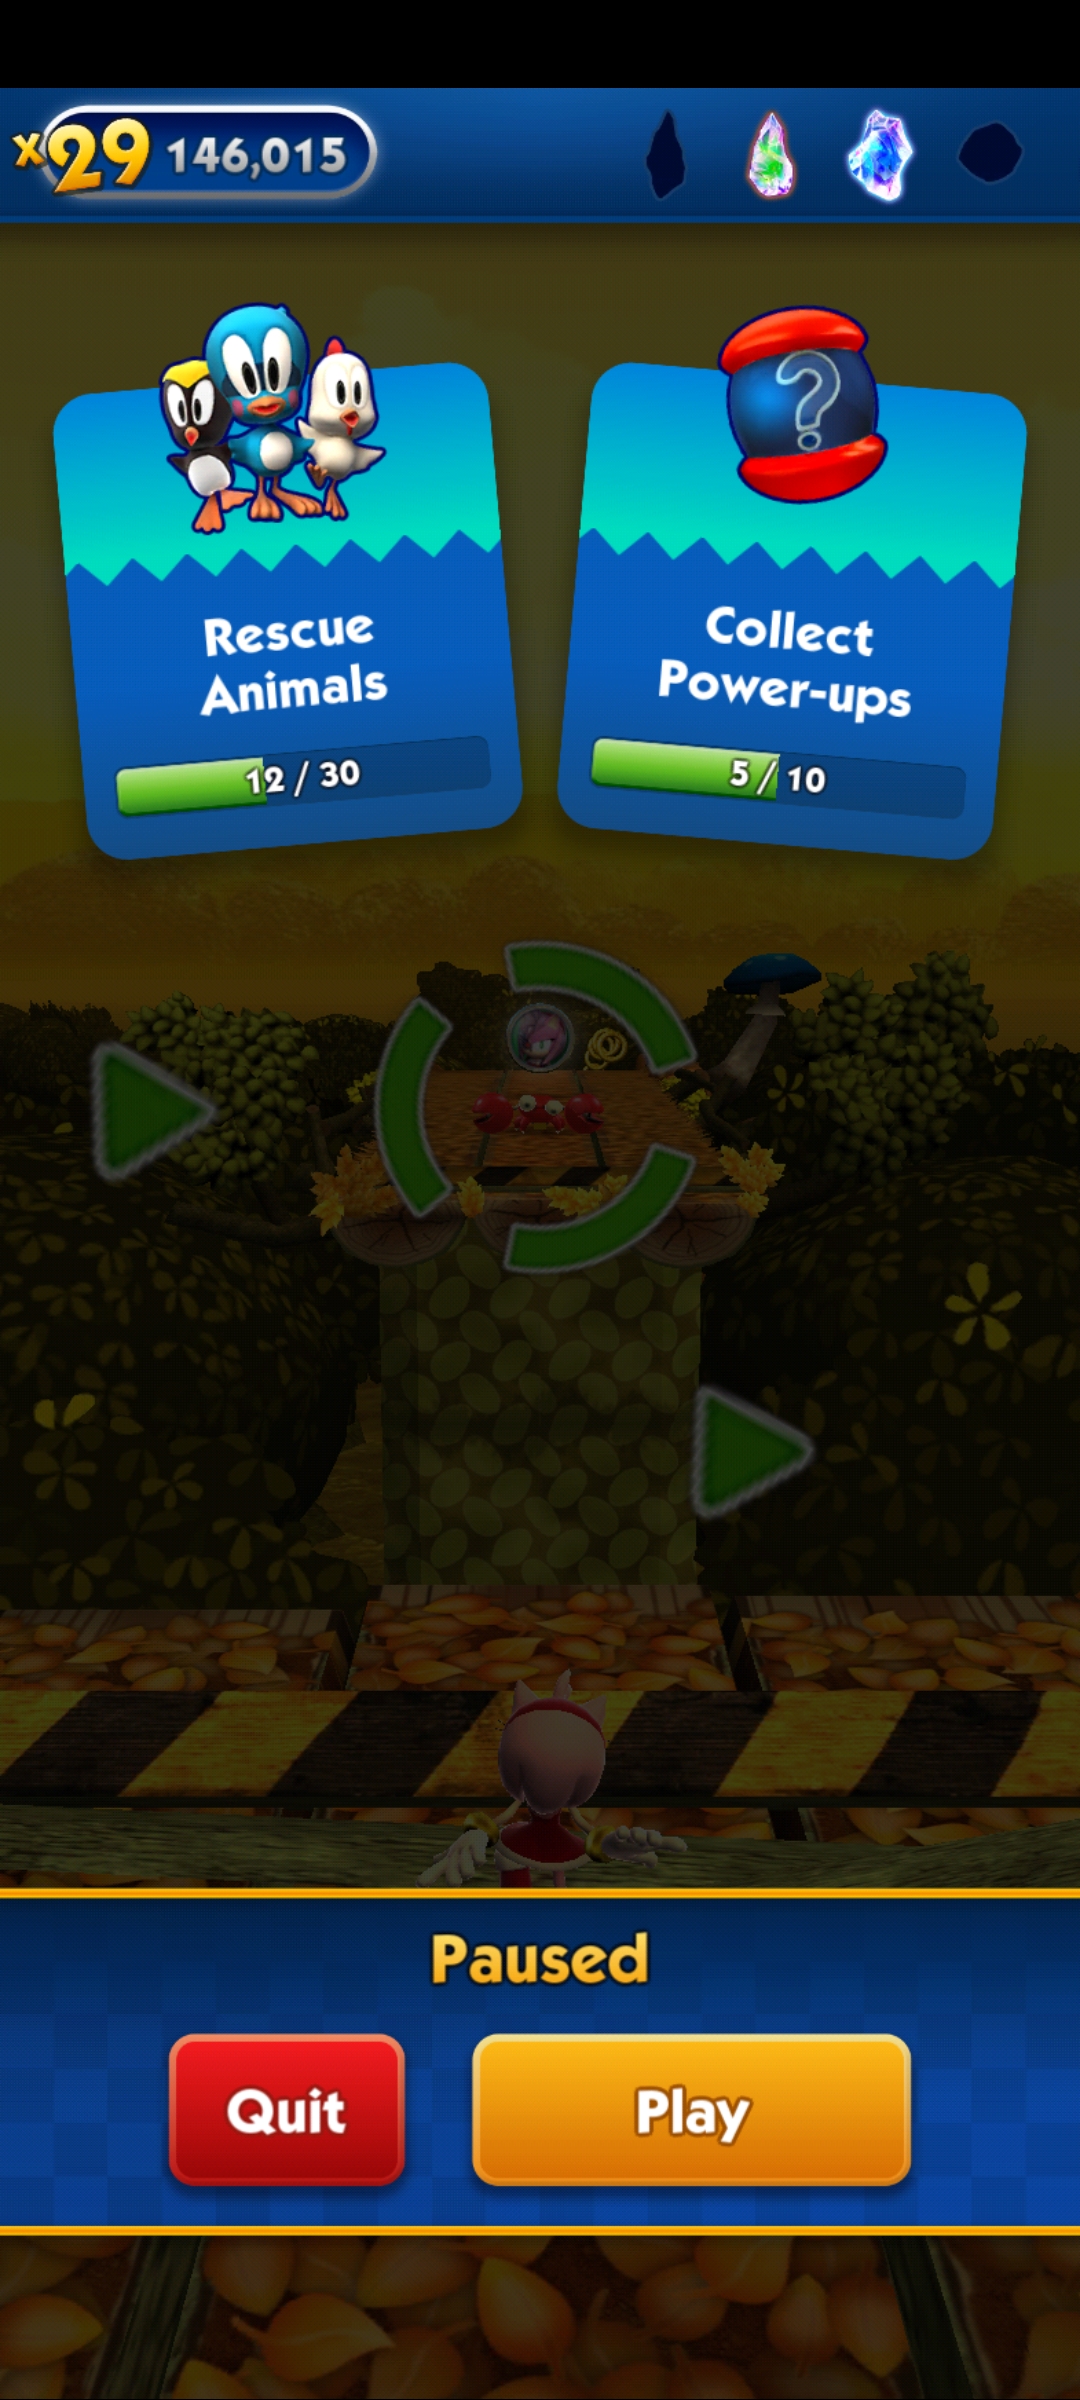 x29 146,015
?
Rescue
Animals
12 / 30
Collect
Power-ups
5 / 10
Paused
Quit
Play